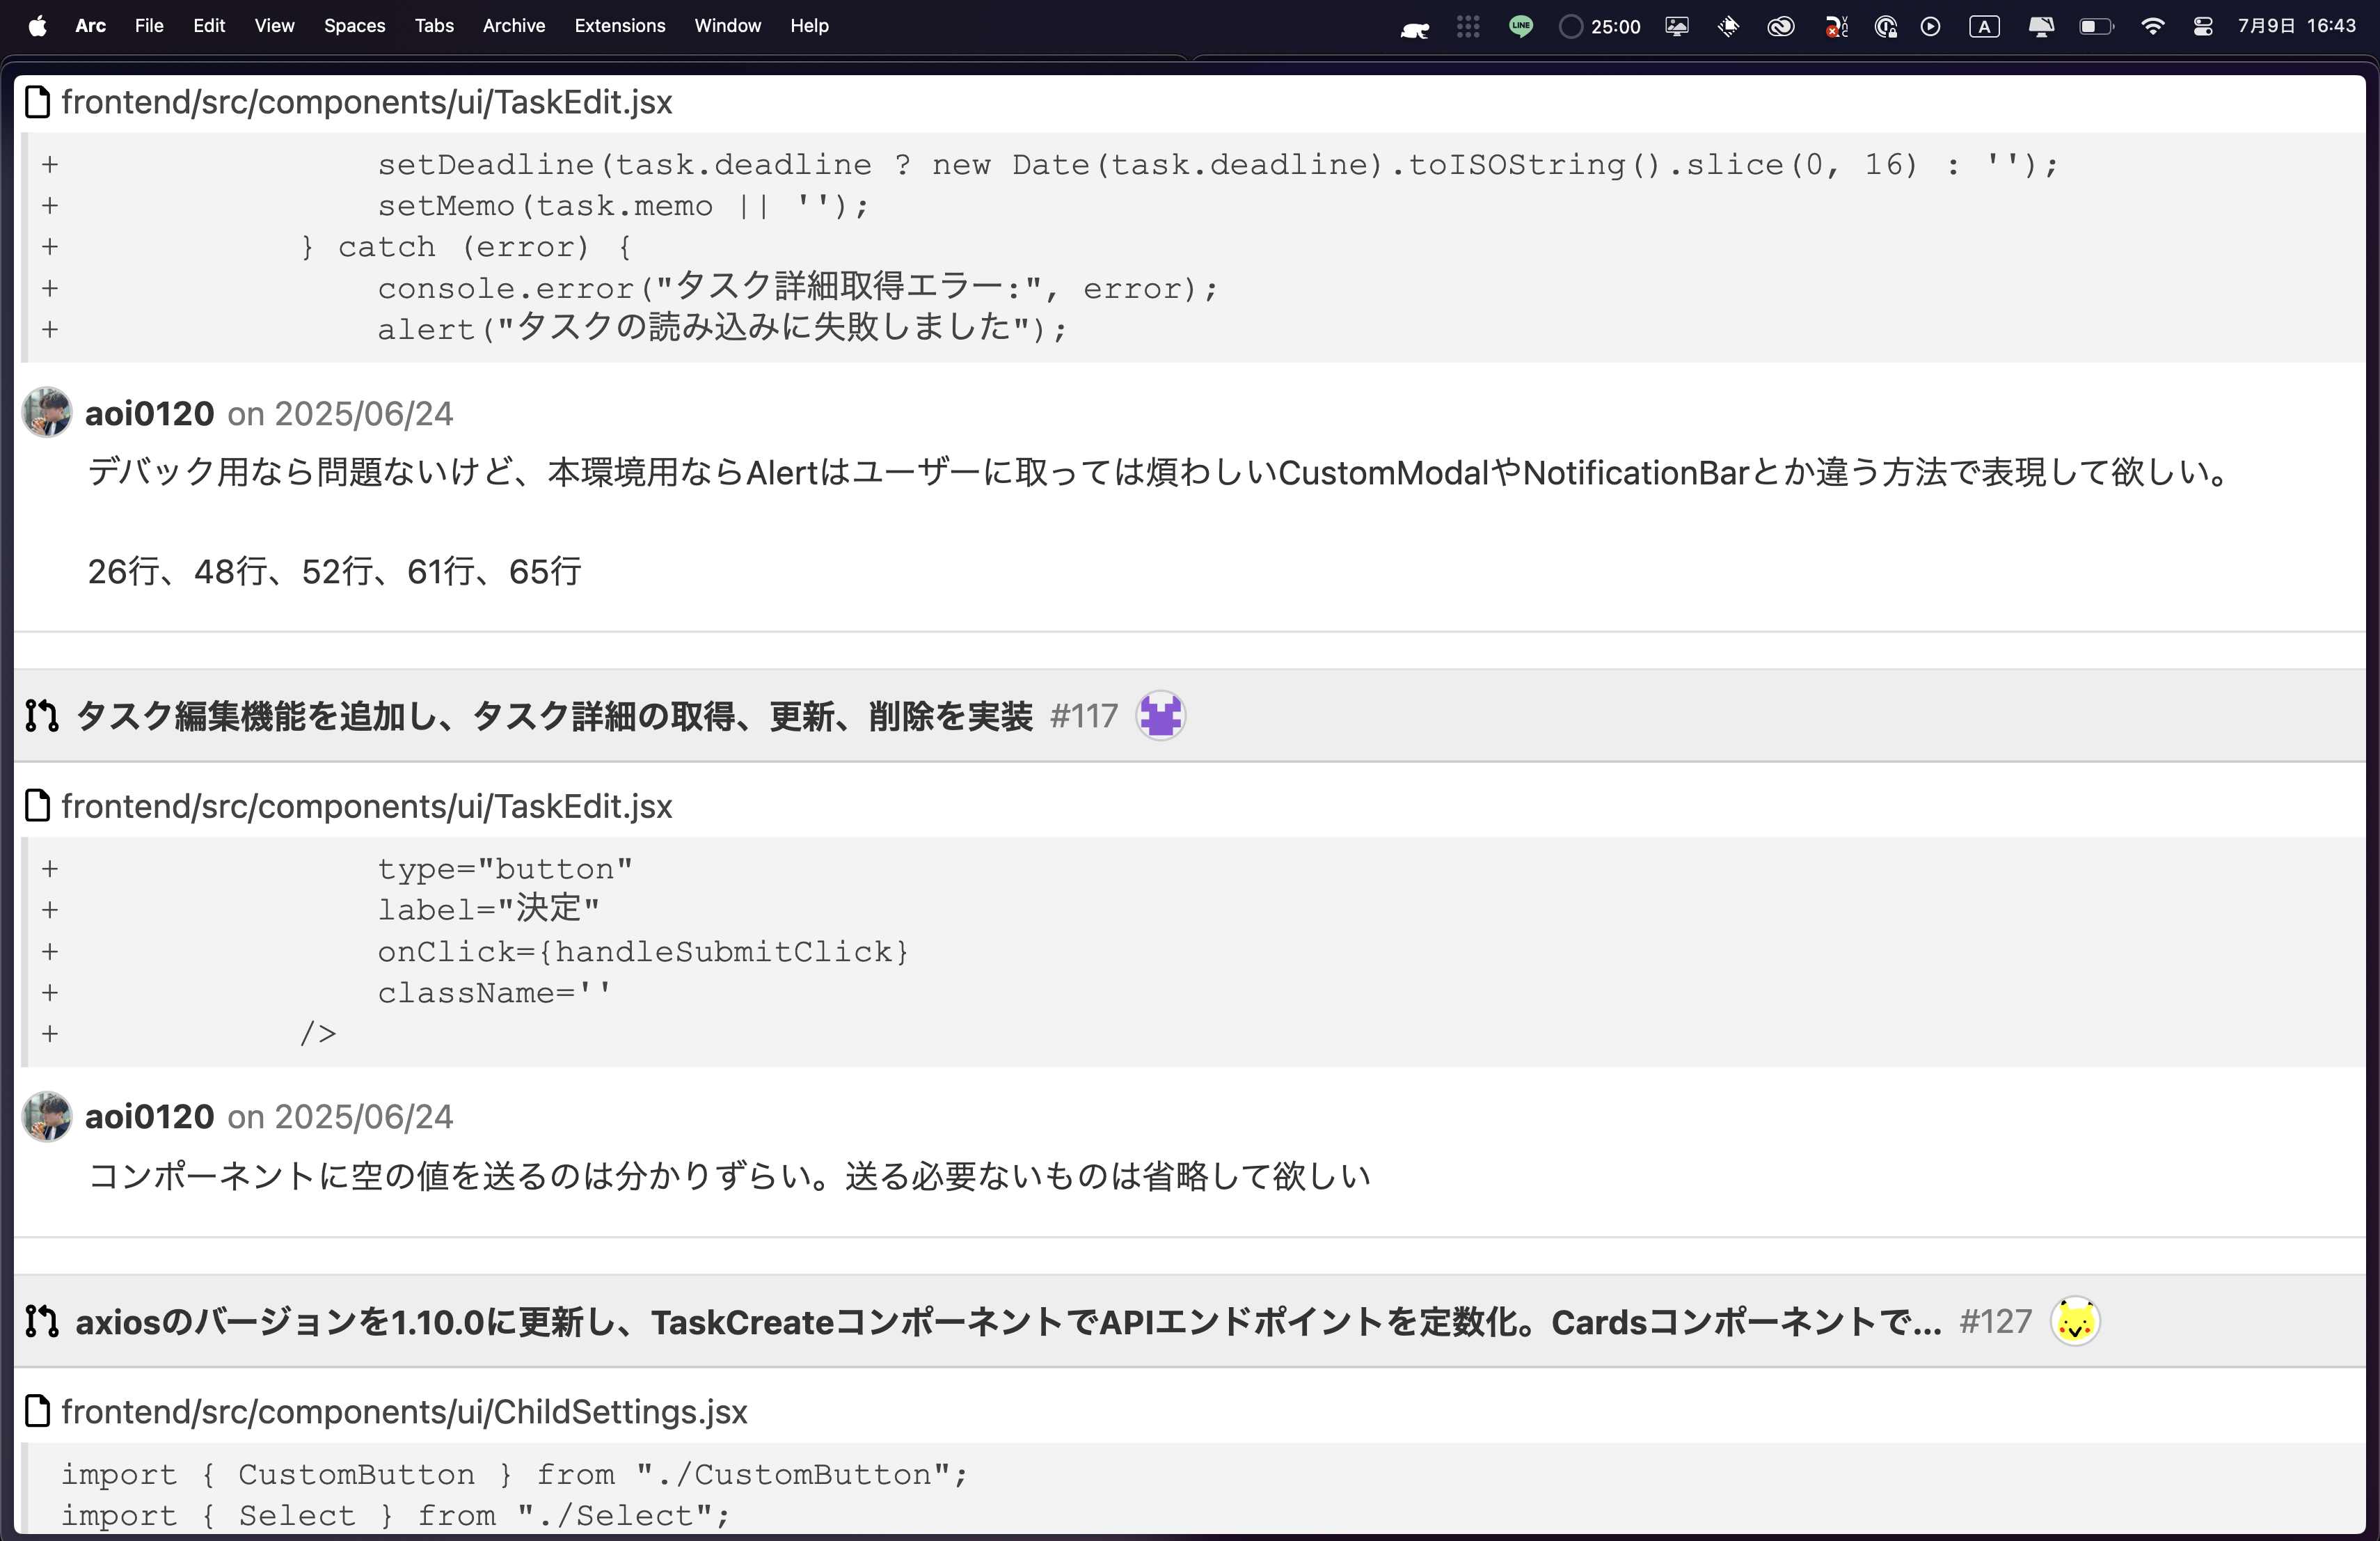 Arc File Edit View Spaces Tabs Archive Extensions Window Help LINE 25:00 A 7月9日 16:43
frontend/src/components/ui/TaskEdit.jsx
+ setDeadline(task.deadline ? new Date(task.deadline).toISOString().slice(0, 16) : '');
+ setMemo(task.memo || '');
+ } catch (error) {
+ console.error("タスク詳細取得エラー:", error);
+ alert("タスクの読み込みに失敗しました");
aoi0120 on 2025/06/24
デバック用なら問題ないけど、本環境用ならAlertはユーザーに取っては煩わしいCustomModalやNotificationBarとか違う方法で表現して欲しい。
26行、48行、52行、61行、65行
タスク編集機能を追加し、タスク詳細の取得、更新、削除を実装 #117
frontend/src/components/ui/TaskEdit.jsx
+ type="button"
+ label="決定"
+ onClick={handleSubmitClick}
+ className=''
+ />
aoi0120 on 2025/06/24
コンポーネントに空の値を送るのは分かりずらい。送る必要ないものは省略して欲しい
axiosのバージョンを1.10.0に更新し、TaskCreateコンポーネントでAPIエンドポイントを定数化。Cardsコンポーネントで... #127
frontend/src/components/ui/ChildSettings.jsx
import { CustomButton } from "./CustomButton";
import { Select } from "./Select";